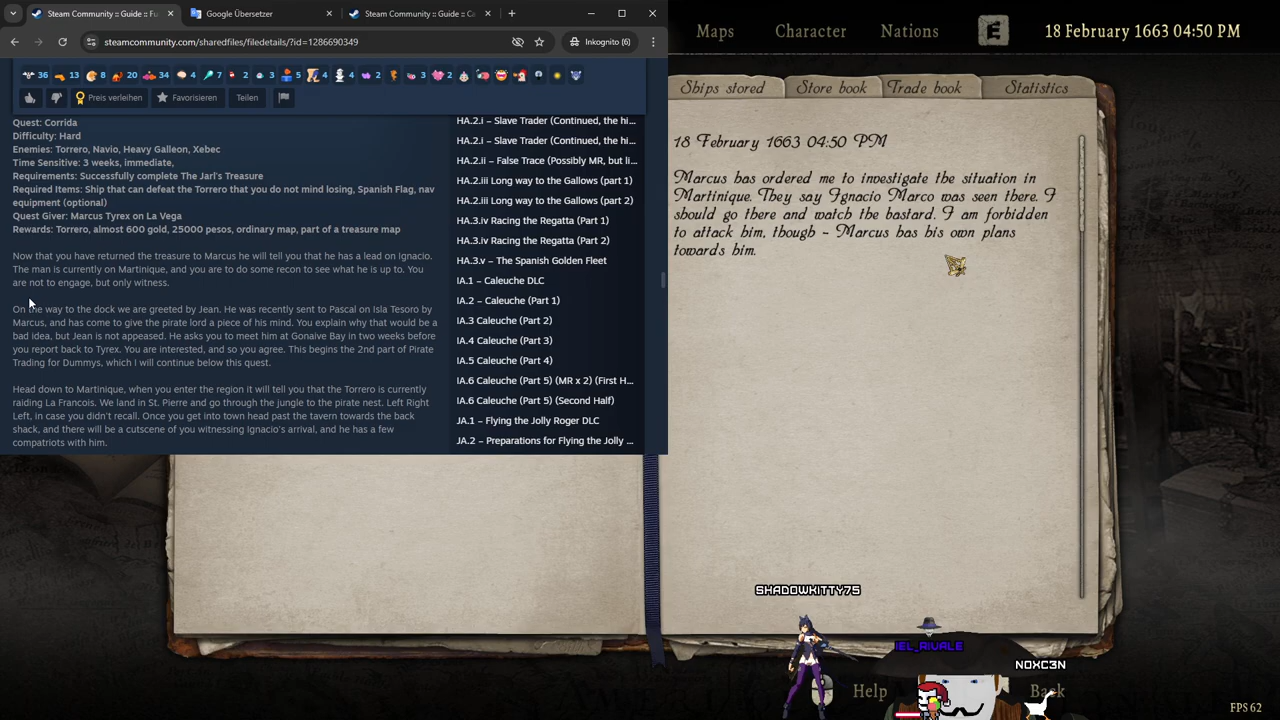 Steam Community :: Guide :: Fu
Google Übersetzer
Steam Community :: Guide :: Ce
steamcommunity.com/sharedfiles/filedetails/?id=1286690349
Inkognito (6)
36 13 8 20 34 4 7 2 3 5 4 4 2 3 2
Preis verleihen
Favorisieren
Teilen
Quest: Corrida
Difficulty: Hard
Enemies: Torrero, Navio, Heavy Galleon, Xebec
Time Sensitive: 3 weeks, immediate,
Requirements: Successfully complete The Jarl's Treasure
Required Items: Ship that can defeat the Torrero that you do not mind losing, Spanish Flag, nav
equipment (optional)
Quest Giver: Marcus Tyrex on La Vega
Rewards: Torrero, almost 600 gold, 25000 pesos, ordinary map, part of a treasure map
Now that you have returned the treasure to Marcus he will tell you that he has a lead on Ignacio.
The man is currently on Martinique, and you are to do some recon to see what he is up to. You
are not to engage, but only witness.
On the way to the dock we are greeted by Jean. He was recently sent to Pascal on Isla Tesoro by
Marcus, and has come to give the pirate lord a piece of his mind. You explain why that would be a
bad idea, but Jean is not appeased. He asks you to meet him at Gonaive Bay in two weeks before
you report back to Tyrex. You are interested, and so you agree. This begins the 2nd part of Pirate
Trading for Dummys, which I will continue below this quest.
Head down to Martinique, when you enter the region it will tell you that the Torrero is currently
raiding La Francois. We land in St. Pierre and go through the jungle to the pirate nest. Left Right
Left, in case you didn't recall. Once you get into town head past the tavern towards the back
shack, and there will be a cutscene of you witnessing Ignacio's arrival, and he has a few
compatriots with him.
HA.2.i – Slave Trader (Continued, the hi...
HA.2.i – Slave Trader (Continued, the hi...
HA.2.ii – False Trace (Possibly MR, but li...
HA.2.iii Long way to the Gallows (part 1)
HA.2.iii Long way to the Gallows (part 2)
HA.3.iv Racing the Regatta (Part 1)
HA.3.iv Racing the Regatta (Part 2)
HA.3.v – The Spanish Golden Fleet
IA.1 – Caleuche DLC
IA.2 – Caleuche (Part 1)
IA.3 Caleuche (Part 2)
IA.4 Caleuche (Part 3)
IA.5 Caleuche (Part 4)
IA.6 Caleuche (Part 5) (MR x 2) (First H...
IA.6 Caleuche (Part 5) (Second Half)
JA.1 – Flying the Jolly Roger DLC
JA.2 – Preparations for Flying the Jolly ...
Maps
Character
Nations
E
18 February 1663 04:50 PM
Ships stored
Store book
Trade book
Statistics
18 February 1663 04:50 PM
Marcus has ordered me to investigate the situation in
Martinique. They say Ignacio Marco was seen there. I
should go there and watch the bastard. I am forbidden
to attack him, though - Marcus has his own plans
towards him.
SHADOWKITTY75
IEL_RIVALE
NOXC3N
Help
Back
FPS 62